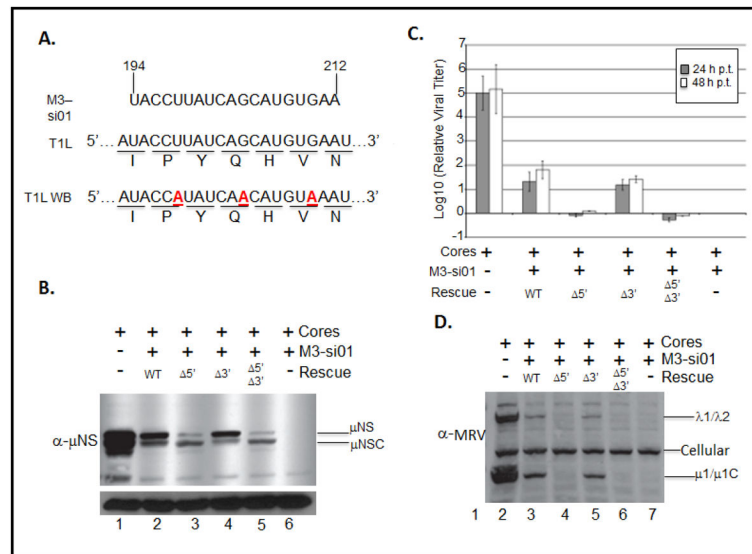 A.
194 212
M3–
si01
UACCUUAUCAGCAUGUGAA
T1L 5’... AUACCUUAUCAGCAUGUGAAU...3’
I P Y Q H V N
T1L WB 5’... AUACCAUAUCAACAUGUAAAU...3’
I P Y Q H V N
B.
+ + + + + + Cores
- + + + + + M3-si01
- WT Δ5’ Δ3’ Δ5’ Δ3’ - Rescue
α-μNS
μNS
μNSC
1 2 3 4 5 6
C.
Log10 (Relative Viral Titer)
7
6
5
4
3
2
1
0
-1
24 h p.t.
48 h p.t.
Cores + + + + + +
M3-si01 - + + + + +
Rescue - WT Δ5’ Δ3’ Δ5’ Δ3’ -
D.
+ + + + + + Cores
- + + + + + M3-si01
- WT Δ5’ Δ3’ Δ5’ Δ3’ - Rescue
α-MRV
λ1/λ2
Cellular
μ1/μ1C
1 2 3 4 5 6 7